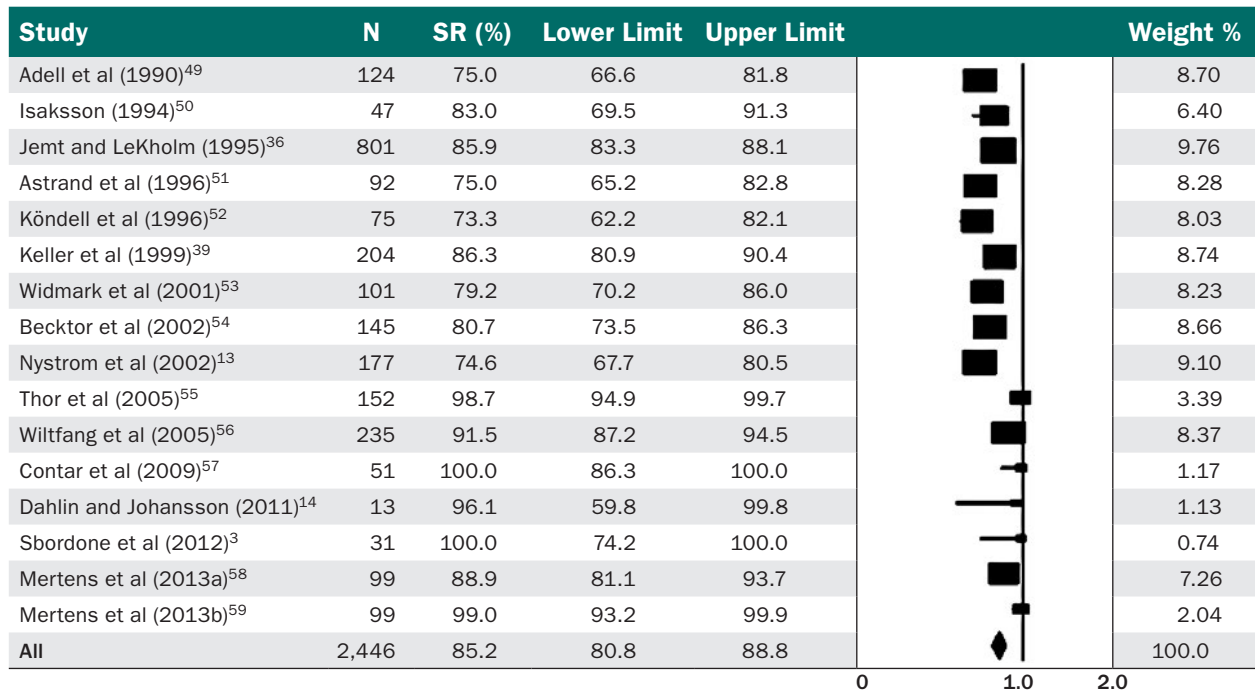 Study N SR (%) Lower Limit Upper Limit Weight %
Adell et al (1990)49 124 75.0 66.6 81.8 8.70
Isaksson (1994)50 47 83.0 69.5 91.3 6.40
Jemt and LeKholm (1995)36 801 85.9 83.3 88.1 9.76
Astrand et al (1996)51 92 75.0 65.2 82.8 8.28
Köndell et al (1996)52 75 73.3 62.2 82.1 8.03
Keller et al (1999)39 204 86.3 80.9 90.4 8.74
Widmark et al (2001)53 101 79.2 70.2 86.0 8.23
Becktor et al (2002)54 145 80.7 73.5 86.3 8.66
Nystrom et al (2002)13 177 74.6 67.7 80.5 9.10
Thor et al (2005)55 152 98.7 94.9 99.7 3.39
Wiltfang et al (2005)56 235 91.5 87.2 94.5 8.37
Contar et al (2009)57 51 100.0 86.3 100.0 1.17
Dahlin and Johansson (2011)14 13 96.1 59.8 99.8 1.13
Sbordone et al (2012)3 31 100.0 74.2 100.0 0.74
Mertens et al (2013a)58 99 88.9 81.1 93.7 7.26
Mertens et al (2013b)59 99 99.0 93.2 99.9 2.04
All 2,446 85.2 80.8 88.8 100.0
0 1.0 2.0